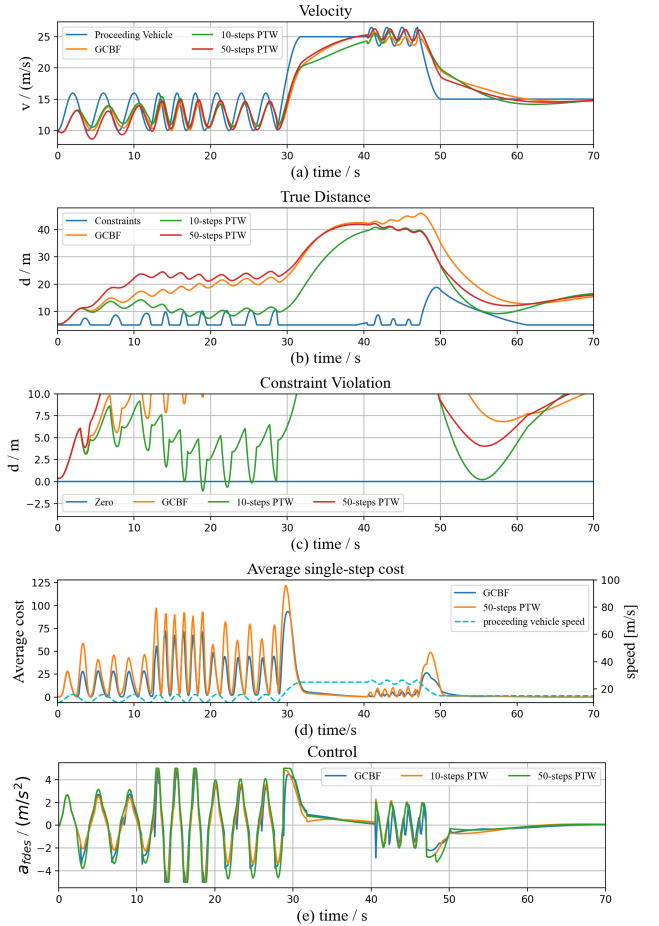 Velocity
v / (m/s)
25
20
15
10
Proceeding Vehicle
GCBF
10-steps PTW
50-steps PTW
0 10 20 30 40 50 60 70
(a) time / s
True Distance
d / m
40
30
20
10
Constraints
GCBF
10-steps PTW
50-steps PTW
0 10 20 30 40 50 60 70
(b) time / s
Constraint Violation
d / m
10.0
7.5
5.0
2.5
0.0
−2.5
Zero GCBF 10-steps PTW 50-steps PTW
0 10 20 30 40 50 60 70
(c) time / s
Average single-step cost
Average cost
125
100
75
50
25
0
GCBF
50-steps PTW
proceeding vehicle speed
100
80
60
40
20
speed [m/s]
0 10 20 30 40 50 60 70
(d) time/s
Control
a_{fdes} / (m/s²)
4
2
0
−2
−4
GCBF 10-steps PTW 50-steps PTW
0 10 20 30 40 50 60 70
(e) time / s